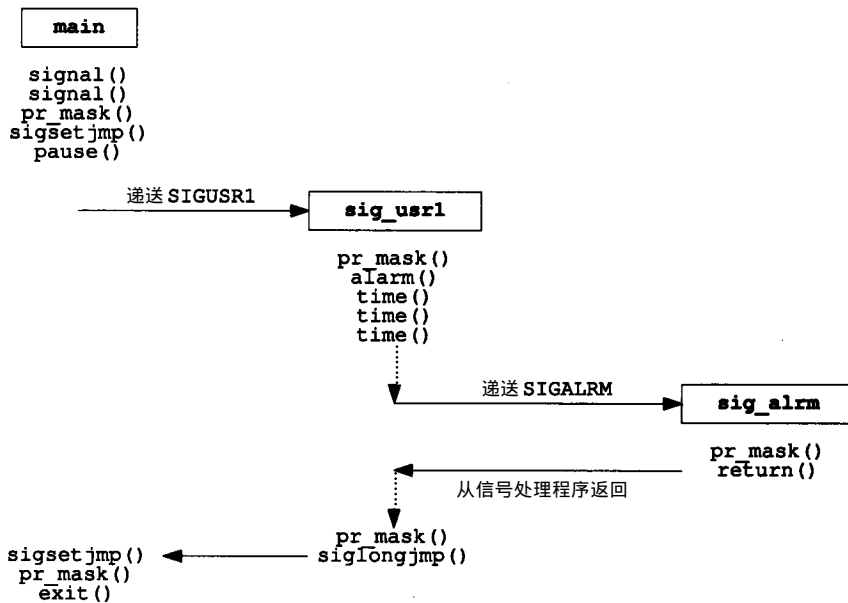 main
signal()
signal()
pr_mask()
sigsetjmp()
pause()
递送 SIGUSR1
sig_usr1
pr_mask()
alarm()
time()
time()
time()
递送 SIGALRM
sig_alrm
pr_mask()
return()
从信号处理程序返回
pr_mask()
siglongjmp()
sigsetjmp()
pr_mask()
exit()